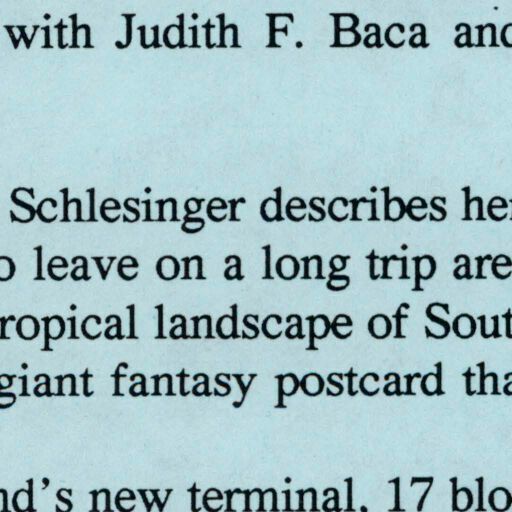 with Judith F. Baca and
Schlesinger describes her
o leave on a long trip are
ropical landscape of Sout
giant fantasy postcard tha
nd's new terminal, 17 blo